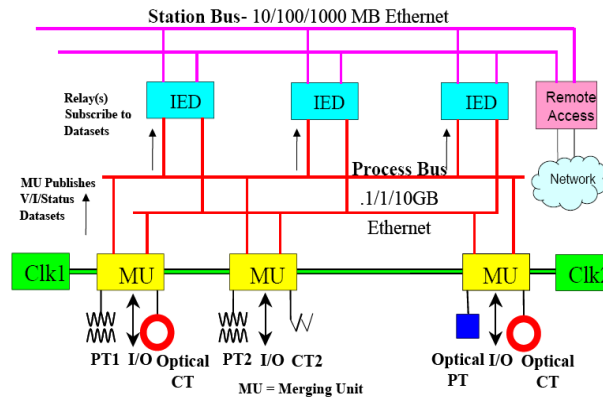 Station Bus- 10/100/1000 MB Ethernet
Relay(s)
Subscribe to
Datasets
IED
IED
IED
Remote
Access
Network
MU Publishes
V/I/Status
Datasets
Process Bus
.1/1/10GB
Ethernet
Clk1
MU
MU
MU
PT1 I/O Optical
CT
PT2 I/O CT2
Optical I/O Optical
PT CT
MU = Merging Unit